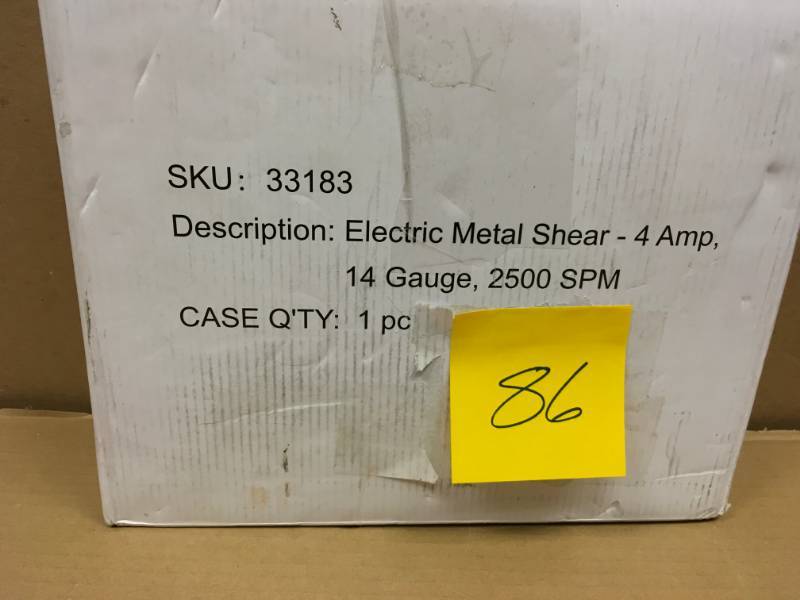 SKU: 33183
Description: Electric Metal Shear - 4 Amp,
14 Gauge, 2500 SPM
CASE Q'TY: 1 pc
86